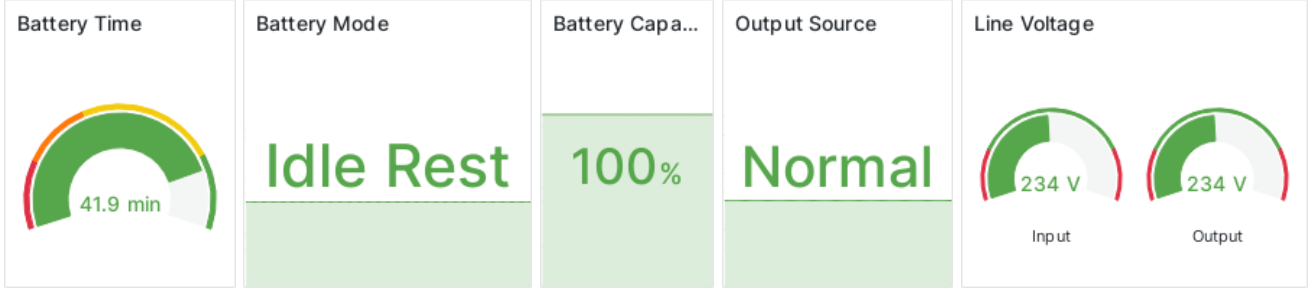 Battery Time
Battery Mode
Battery Capa...
Output Source
Line Voltage
41.9 min
Idle Rest
100%
Normal
234 V
234 V
Input
Output